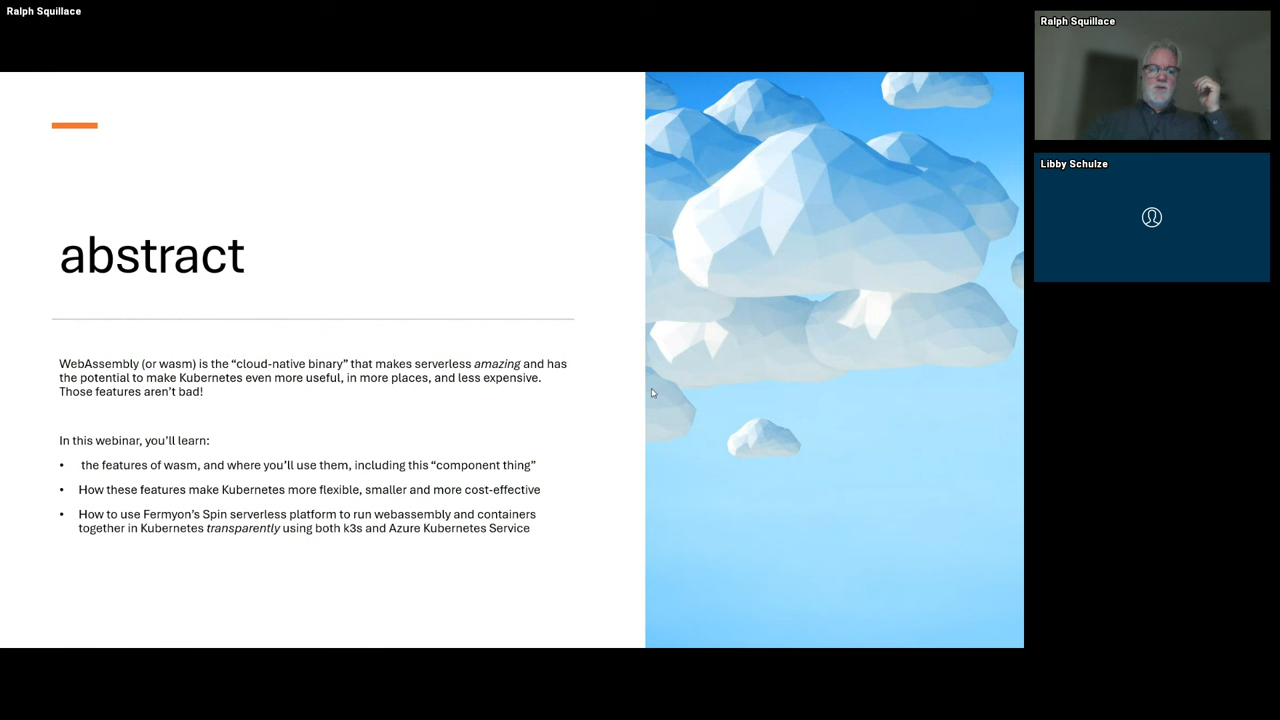 Ralph Squillace
Ralph Squillace
Libby Schulze
abstract
WebAssembly (or wasm) is the “cloud-native binary” that makes serverless amazing and has
the potential to make Kubernetes even more useful, in more places, and less expensive.
Those features aren’t bad!
In this webinar, you’ll learn:
• the features of wasm, and where you’ll use them, including this “component thing”
• How these features make Kubernetes more flexible, smaller and more cost-effective
• How to use Fermyon’s Spin serverless platform to run webassembly and containers
together in Kubernetes transparently using both k3s and Azure Kubernetes Service